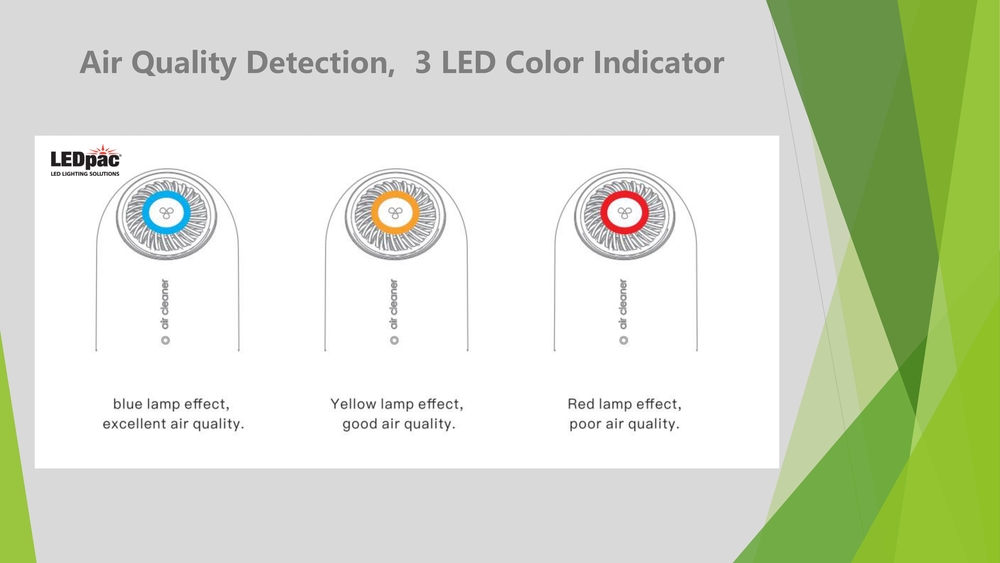 Air Quality Detection,  3 LED Color Indicator
LEDpac
LED LIGHTING SOLUTIONS
air cleaner
air cleaner
air cleaner
blue lamp effect,
excellent air quality.
Yellow lamp effect,
good air quality.
Red lamp effect,
poor air quality.